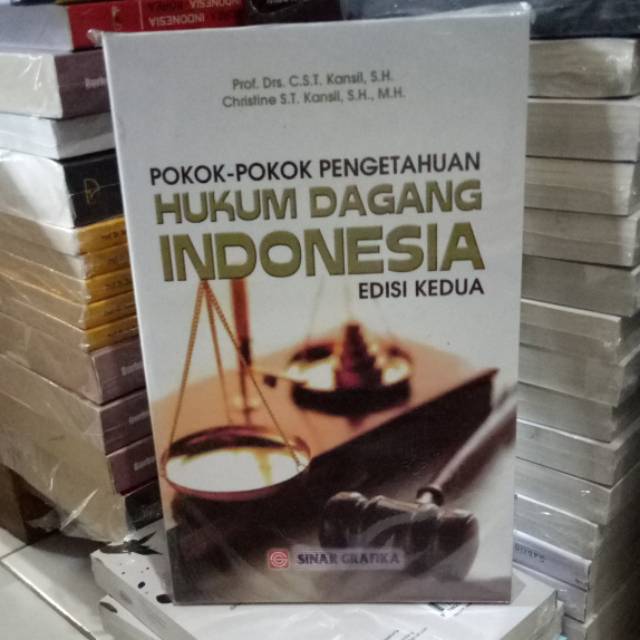 Prof. Drs. C.S.T. Kansil, S.H.
Christine S.T. Kansil, S.H., M.H.
POKOK-POKOK PENGETAHUAN
HUKUM DAGANG
INDONESIA
EDISI KEDUA
SINAR GRAFIKA